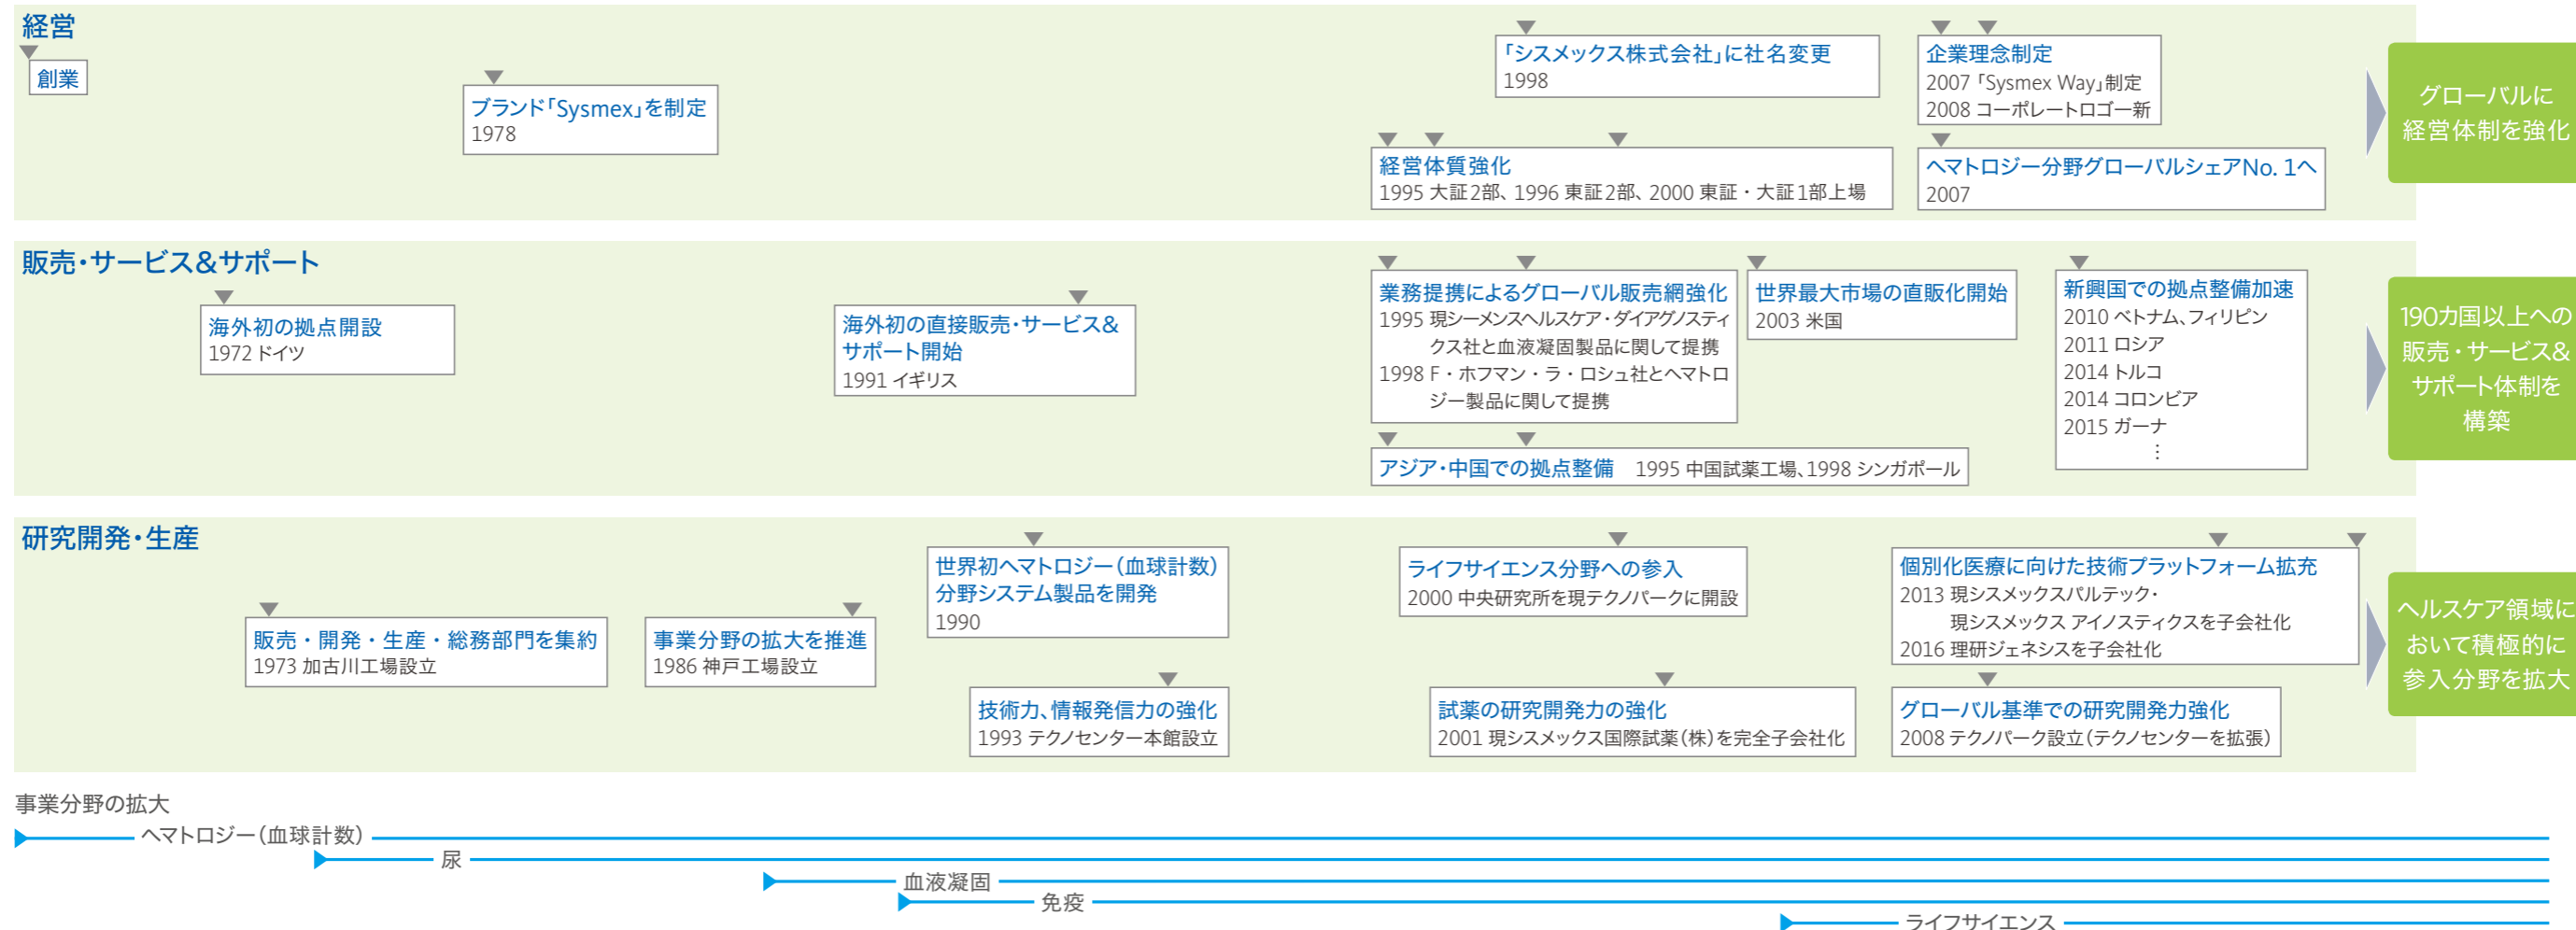 経営
創業
ブランド「Sysmex」を制定
1978
「シスメックス株式会社」に社名変更
1998
企業理念制定
2007「Sysmex Way」制定
2008 コーポレートロゴ一新
経営体質強化
1995 大証2部、1996 東証2部、2000 東証・大証1部上場
ヘマトロジー分野グローバルシェアNo. 1へ
2007
グローバルに
経営体制を強化
販売・サービス&サポート
海外初の拠点開設
1972 ドイツ
海外初の直接販売・サービス&
サポート開始
1991 イギリス
業務提携によるグローバル販売網強化
1995 現シーメンスヘルスケア・ダイアグノスティ
クス社と血液凝固製品に関して提携
1998 F・ホフマン・ラ・ロシュ社とヘマトロ
ジー製品に関して提携
世界最大市場の直販化開始
2003 米国
新興国での拠点整備加速
2010 ベトナム、フィリピン
2011 ロシア
2014 トルコ
2014 コロンビア
2015 ガーナ
⋮
アジア・中国での拠点整備 1995 中国試薬工場、1998 シンガポール
190カ国以上への
販売・サービス&
サポート体制を
構築
研究開発・生産
販売・開発・生産・総務部門を集約
1973 加古川工場設立
事業分野の拡大を推進
1986 神戸工場設立
世界初ヘマトロジー(血球計数)
分野システム製品を開発
1990
技術力、情報発信力の強化
1993 テクノセンター本館設立
ライフサイエンス分野への参入
2000 中央研究所を現テクノパークに開設
試薬の研究開発力の強化
2001 現シスメックス国際試薬(株)を完全子会社化
個別化医療に向けた技術プラットフォーム拡充
2013 現シスメックスパルテック・
現シスメックス アイノスティクスを子会社化
2016 理研ジェネシスを子会社化
グローバル基準での研究開発力強化
2008 テクノパーク設立(テクノセンターを拡張)
ヘルスケア領域に
おいて積極的に
参入分野を拡大
事業分野の拡大
ヘマトロジー(血球計数)
尿
血液凝固
免疫
ライフサイエンス